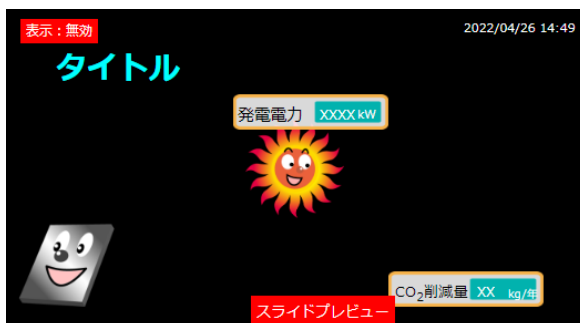 表示：無効
2022/04/26 14:49
タイトル
発電電力 XXXX kW
CO₂削減量 XX kg/年
スライドプレビュー